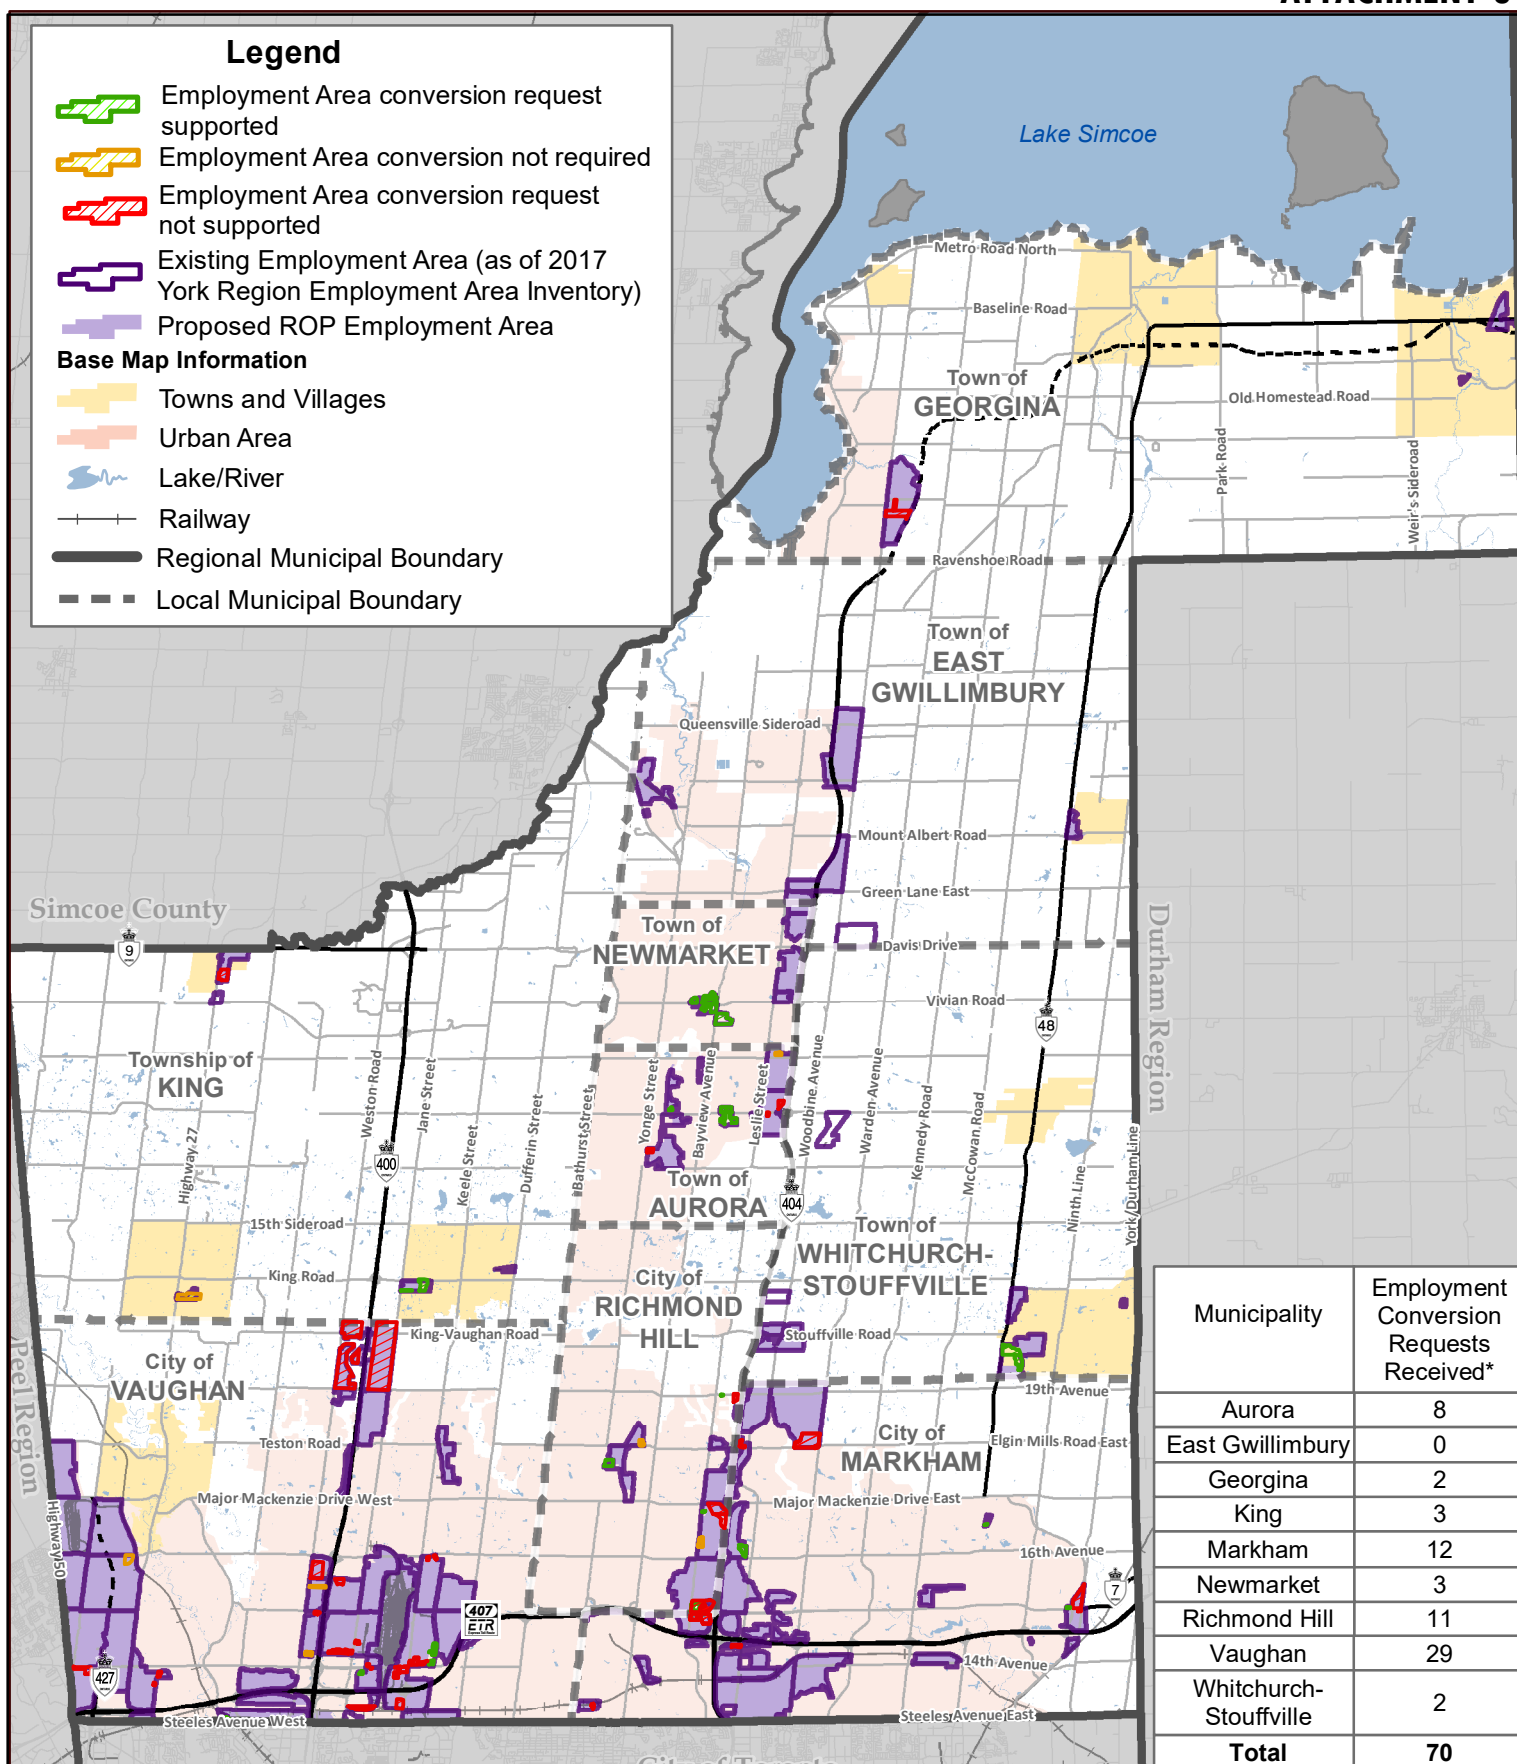 Legend
Employment Area conversion request
supported
Employment Area conversion not required
Employment Area conversion request
not supported
Existing Employment Area (as of 2017
York Region Employment Area Inventory)
Proposed ROP Employment Area
Base Map Information
Towns and Villages
Urban Area
Lake/River
Railway
Regional Municipal Boundary
Local Municipal Boundary
Lake Simcoe
Metro Road North
Baseline Road
Town of
GEORGINA
Old Homestead Road
Park Road
Weir's Sideroad
Ravenshoe Road
Town of
EAST
GWILLIMBURY
Queensville Sideroad
Mount Albert Road
Green Lane East
Simcoe County
9
Town of
NEWMARKET
Davis Drive
Vivian Road
48
Durham Region
Township of
KING
Highway 27
Weston Road
400
Jane Street
Keele Street
Dufferin Street
Bathurst Street
Yonge Street
Bayview Avenue
Leslie Street
Woodbine Avenue
Warden Avenue
Kennedy Road
McCowan Road
Ninth Line
York/Durham Line
Town of
AURORA
404
15th Sideroad
King Road
Town of
WHITCHURCH-
STOUFFVILLE
City of
RICHMOND
HILL
King-Vaughan Road
Stouffville Road
City of
VAUGHAN
19th Avenue
Peel Region
Teston Road
City of
MARKHAM
Elgin Mills Road East
Major Mackenzie Drive West
Major Mackenzie Drive East
Highway 50
16th Avenue
7
407
ETR
427
14th Avenue
Steeles Avenue West
Steeles Avenue East
Municipality
Employment
Conversion
Requests
Received*
Aurora 8
East Gwillimbury 0
Georgina 2
King 3
Markham 12
Newmarket 3
Richmond Hill 11
Vaughan 29
Whitchurch-
Stouffville 2
Total 70